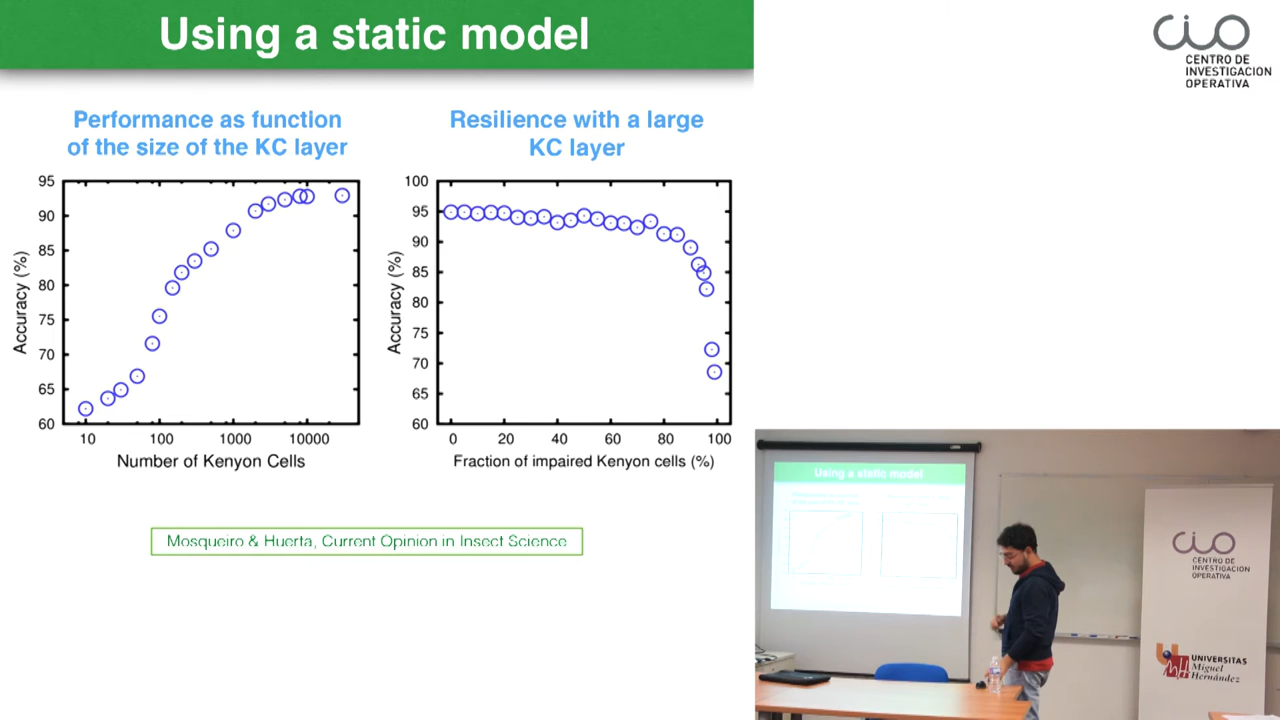 Using a static model
CIO
CENTRO DE
INVESTIGACION
OPERATIVA
Performance as function
of the size of the KC layer
Resilience with a large
KC layer
95
90
85
80
75
70
65
60
Accuracy (%)
10
100
1000
10000
Number of Kenyon Cells
100
95
90
85
80
75
70
65
60
Accuracy (%)
0
20
40
60
80
100
Fraction of impaired Kenyon cells (%)
Mosqueiro & Huerta, Current Opinion in Insect Science
Using a static model
CIO
CENTRO DE
INVESTIGACION
OPERATIVA
UNIVERSITAS
Miguel
Hernández